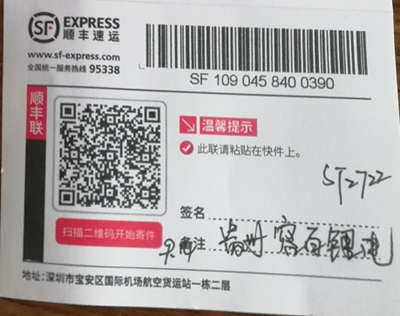 SF EXPRESS
顺丰速运
www.sf-express.com
全国统一服务热线 95338
SF 109 045 840 0390
顺丰联
温馨提示
此联请粘贴在快件上。
572722
签名
扫描二维码开始寄件
备注
地址:深圳市宝安区国际机场航空货运站一栋二层